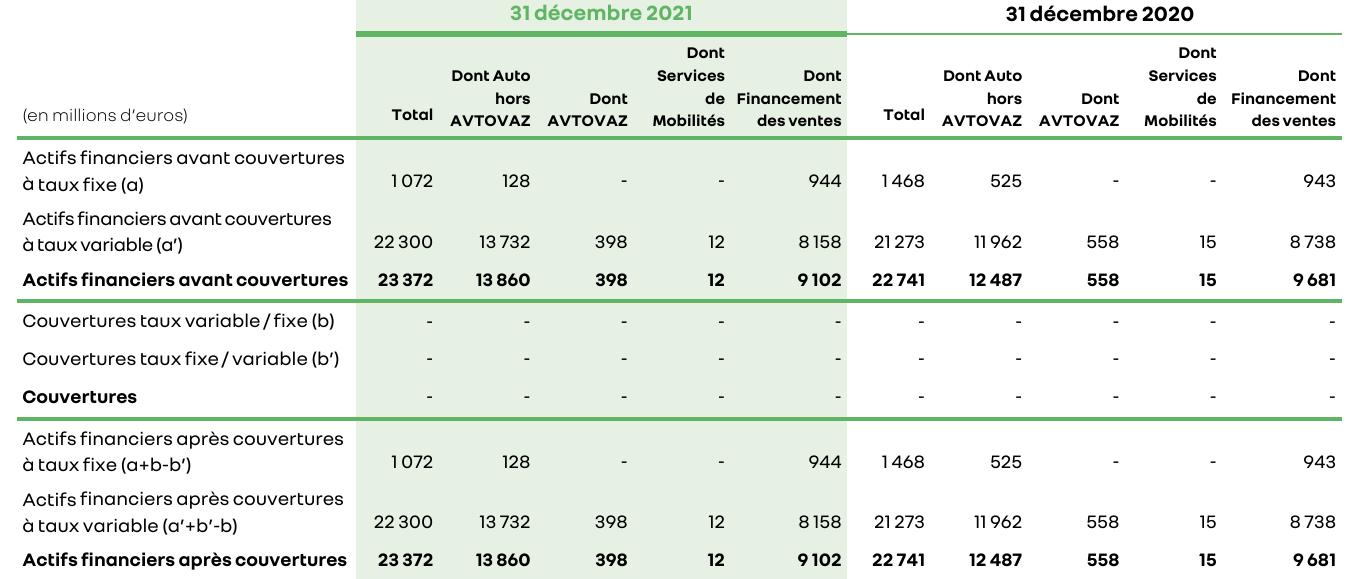 31 décembre 2021 31 décembre 2020
(en millions d’euros) Total Dont Auto hors AVTOVAZ Dont AVTOVAZ Dont Services de Mobilités Dont Financement des ventes Total Dont Auto hors AVTOVAZ Dont AVTOVAZ Dont Services de Mobilités Dont Financement des ventes
Actifs financiers avant couvertures
à taux fixe (a) 1 072 128 - - 944 1 468 525 - - 943
Actifs financiers avant couvertures
à taux variable (a’) 22 300 13 732 398 12 8 158 21 273 11 962 558 15 8 738
Actifs financiers avant couvertures 23 372 13 860 398 12 9 102 22 741 12 487 558 15 9 681
Couvertures taux variable / fixe (b) - - - - - - - - - -
Couvertures taux fixe / variable (b’) - - - - - - - - - -
Couvertures - - - - - - - - - -
Actifs financiers après couvertures
à taux fixe (a+b-b’) 1 072 128 - - 944 1 468 525 - - 943
Actifs financiers après couvertures
à taux variable (a’+b’-b) 22 300 13 732 398 12 8 158 21 273 11 962 558 15 8 738
Actifs financiers après couvertures 23 372 13 860 398 12 9 102 22 741 12 487 558 15 9 681